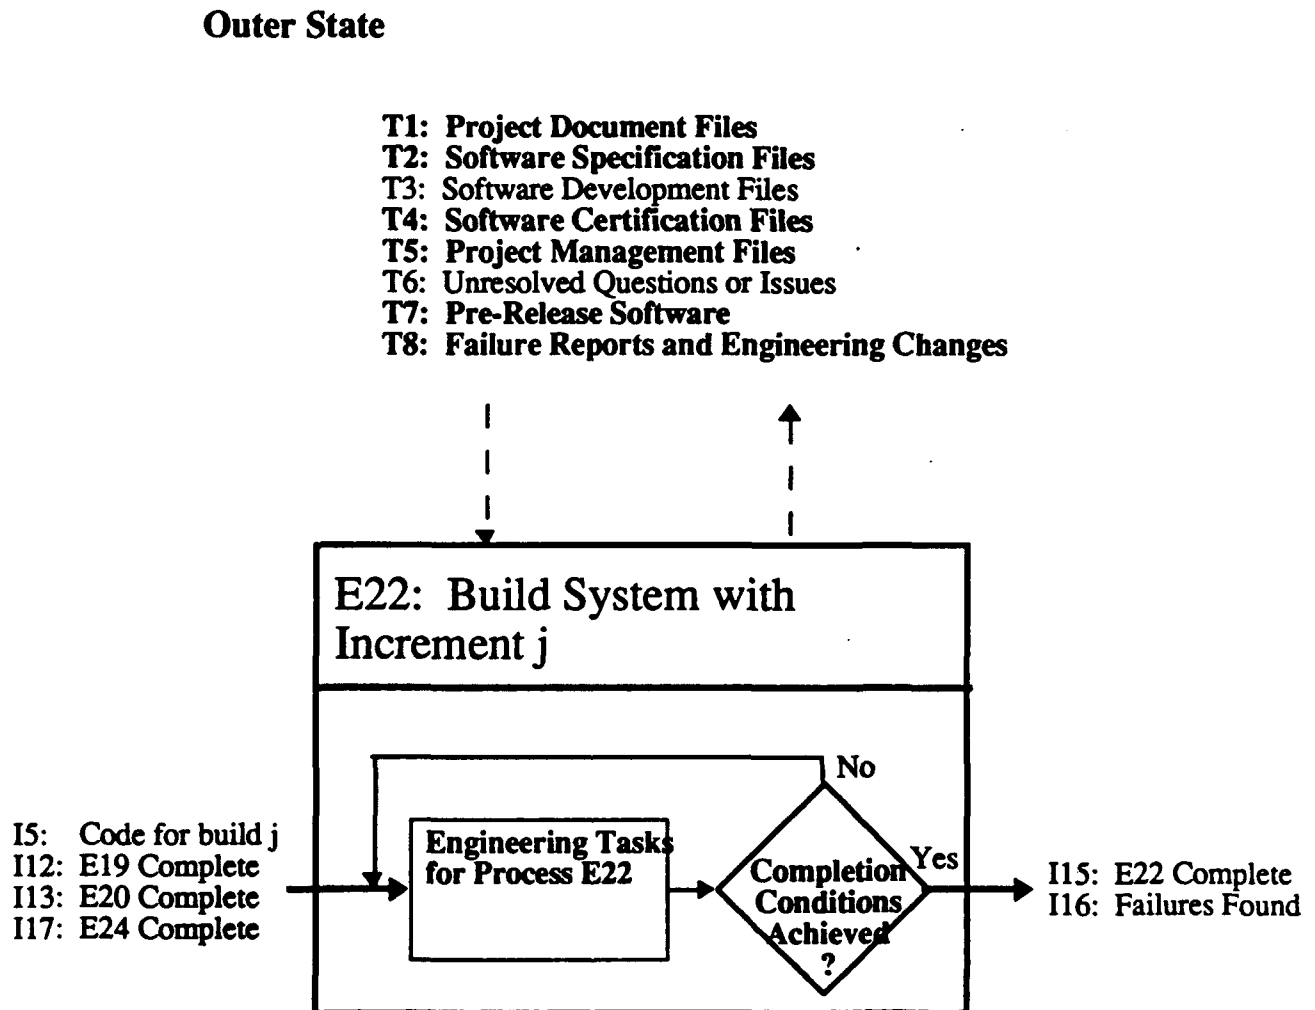 Outer State
T1: Project Document Files
T2: Software Specification Files
T3: Software Development Files
T4: Software Certification Files
T5: Project Management Files
T6: Unresolved Questions or Issues
T7: Pre-Release Software
T8: Failure Reports and Engineering Changes
E22: Build System with
Increment j
No
I5: Code for build j
I12: E19 Complete
I13: E20 Complete
I17: E24 Complete
Engineering Tasks
for Process E22
Completion
Conditions
Achieved
?
Yes
I15: E22 Complete
I16: Failures Found